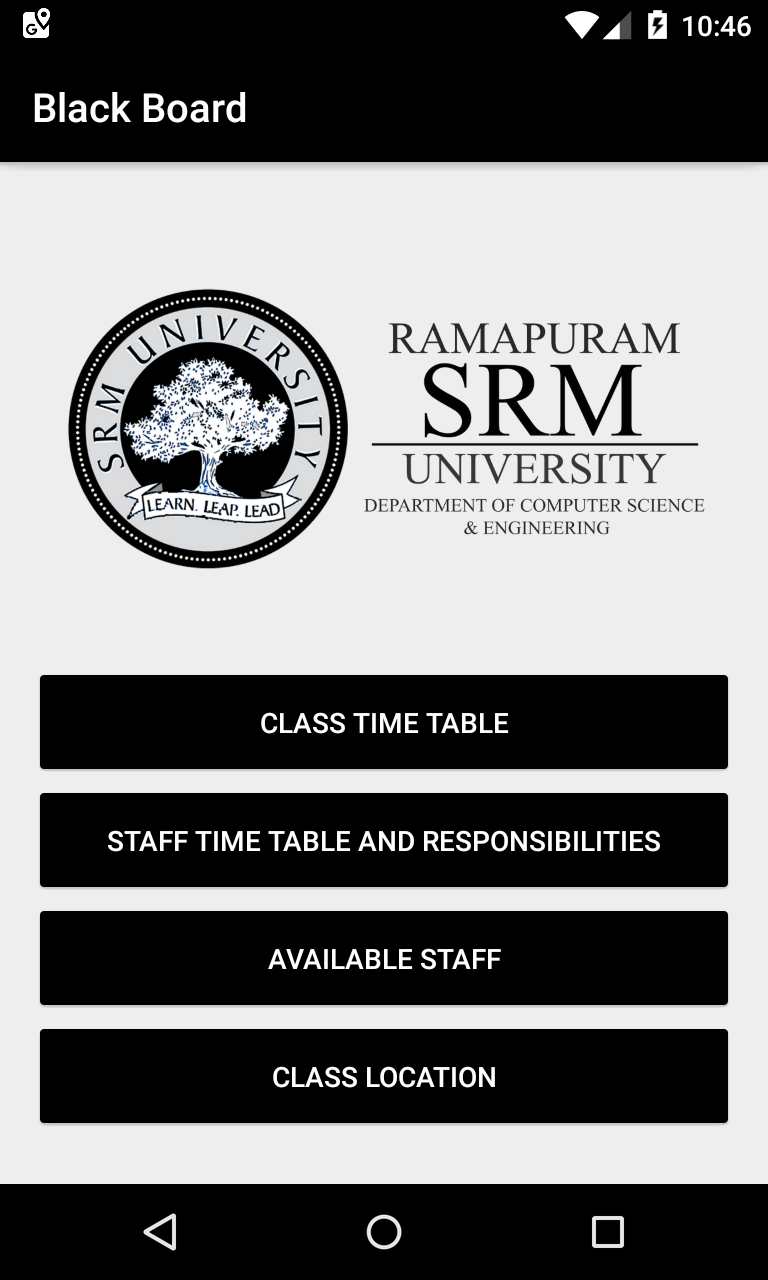 10:46
Black Board
SRM UNIVERSITY
LEARN. LEAP. LEAD
RAMAPURAM
SRM
UNIVERSITY
DEPARTMENT OF COMPUTER SCIENCE
& ENGINEERING
CLASS TIME TABLE
STAFF TIME TABLE AND RESPONSIBILITIES
AVAILABLE STAFF
CLASS LOCATION